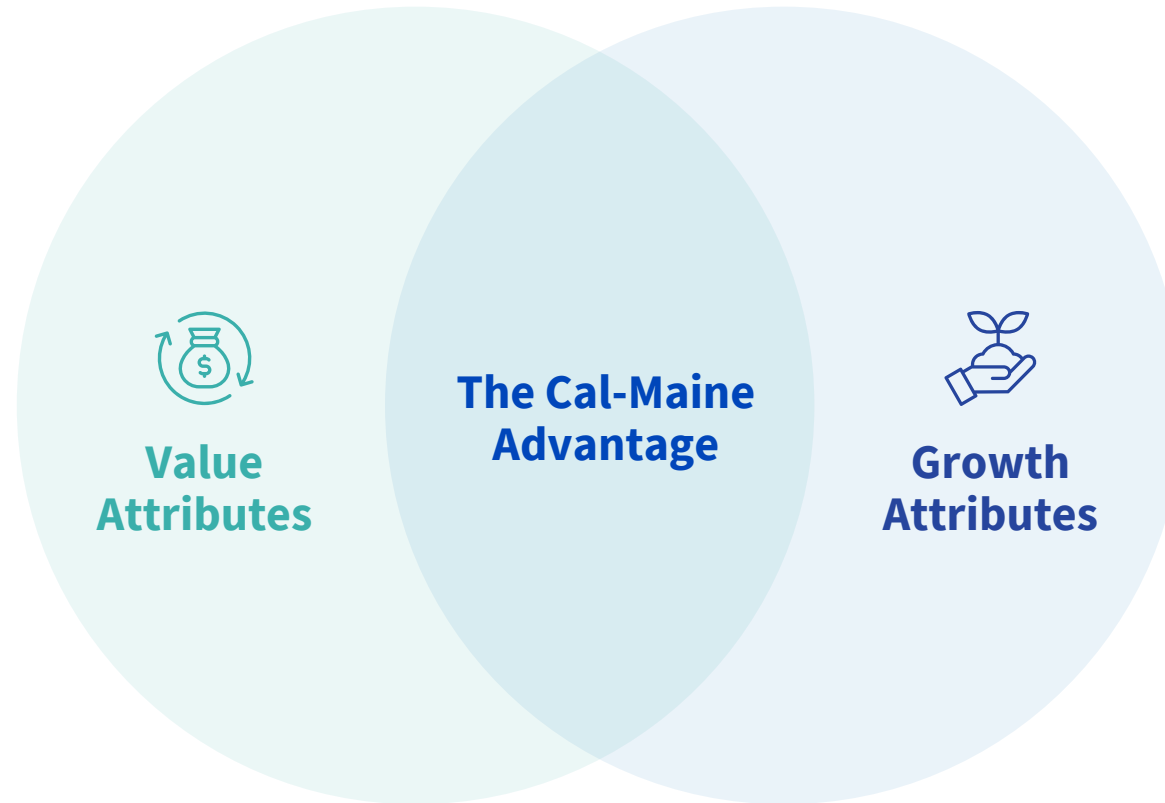 Value
Attributes
The Cal-Maine
Advantage
Growth
Attributes
$